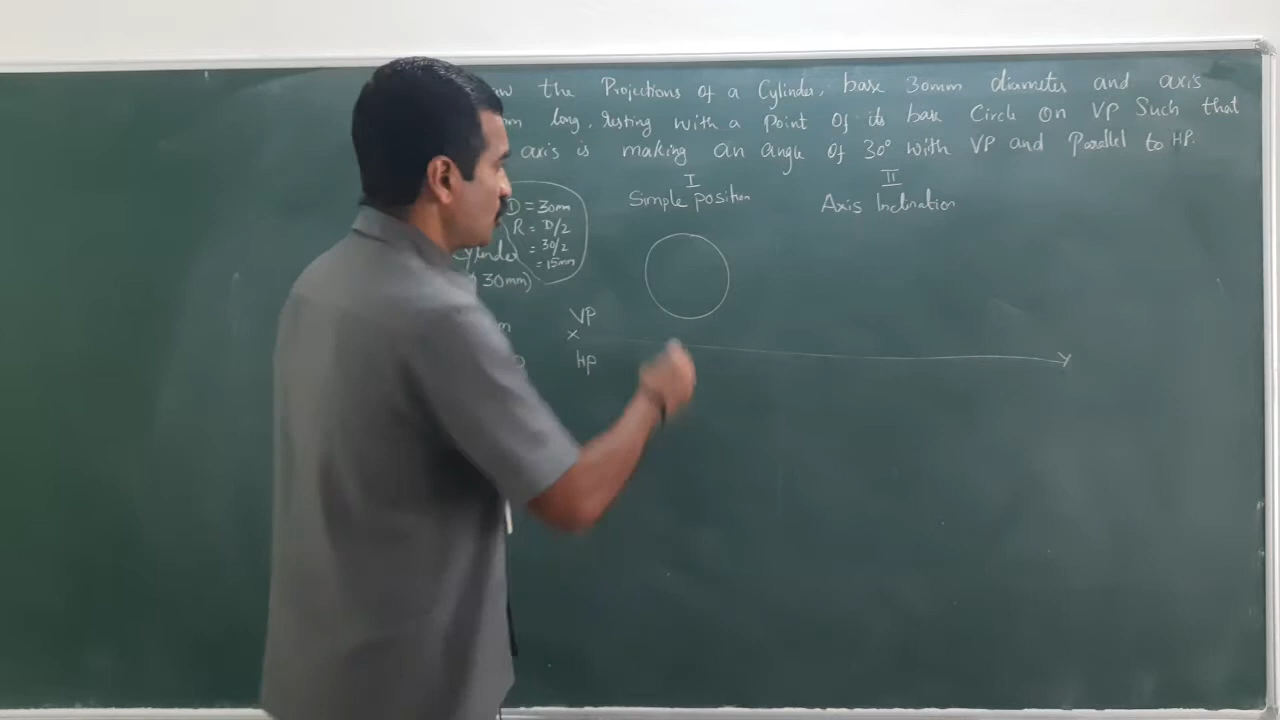 the Projections of a Cylinder, base 30mm diameter and axis
long, resting with a point of its base Circle on VP Such that
axis is making an angle of 30° with VP and Parallel to HP.
I
II
Simple position
Axis Inclination
D = 30mm
R = D/2
= 30/2
= 15mm
Cylinder
30mm)
VP
X
HP
Y